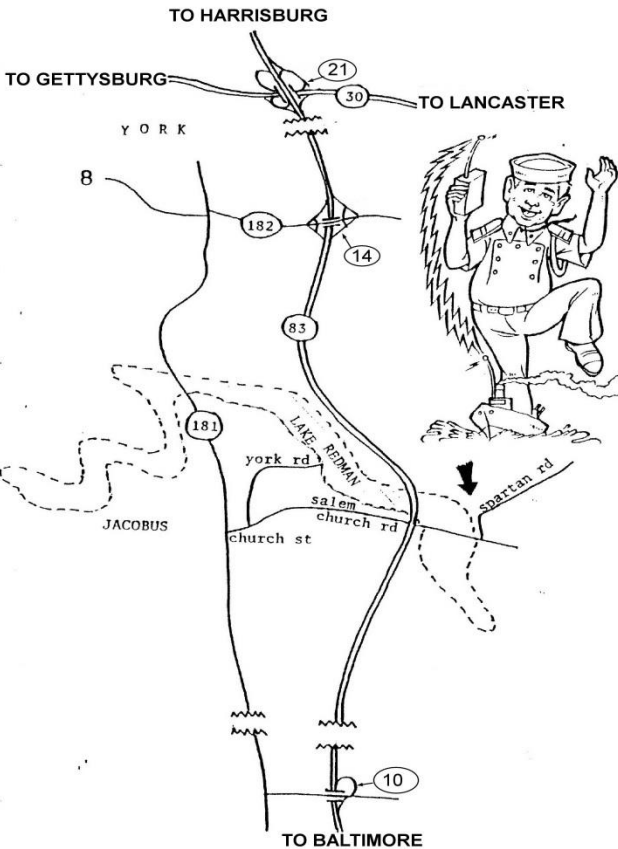 TO HARRISBURG
21
TO GETTYSBURG
30
TO LANCASTER
YORK
8
182
14
83
LAKE REDMAN
181
york rd
spartan rd
salem
church rd
JACOBUS
church st
10
TO BALTIMORE